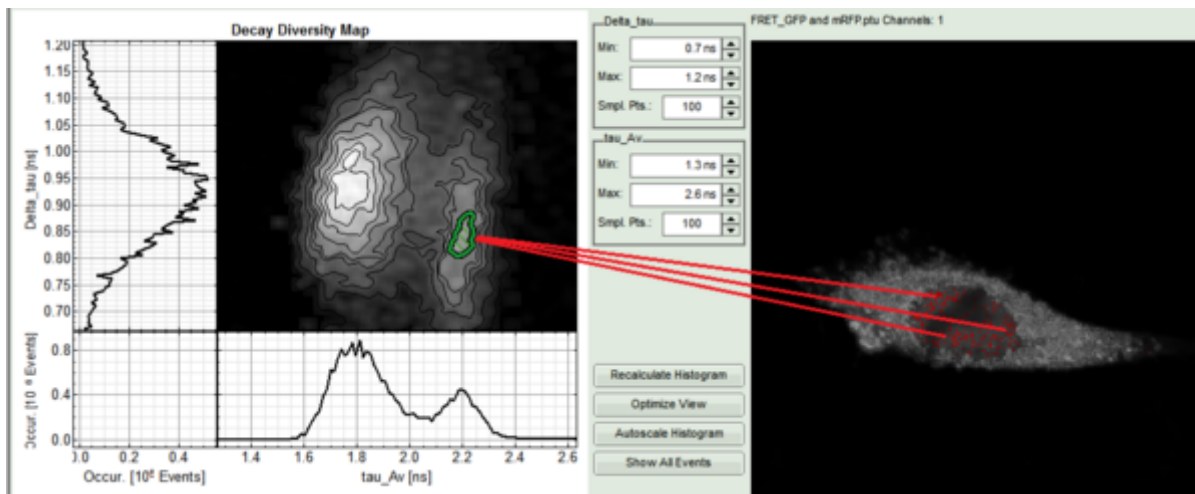 Decay Diversity Map
1.20
1.15
1.10
1.05
1.00
0.95
0.90
0.85
0.80
0.75
0.70
Delta_tau [ns]
0.8
0.4
0.0
Occur. [10⁶ Events]
0.2 0.4
Occur. [10⁶ Events]
1.4 1.6 1.8 2.0 2.2 2.4 2.6
tau_Av [ns]
Delta_tau
Min: 0.7 ns
Max: 1.2 ns
Smpl. Pts.: 100
tau_Av
Min: 1.3 ns
Max: 2.6 ns
Smpl. Pts.: 100
Recalculate Histogram
Optimize View
Autoscale Histogram
Show All Events
FRET_GFP and mRFP.ptu Channels: 1